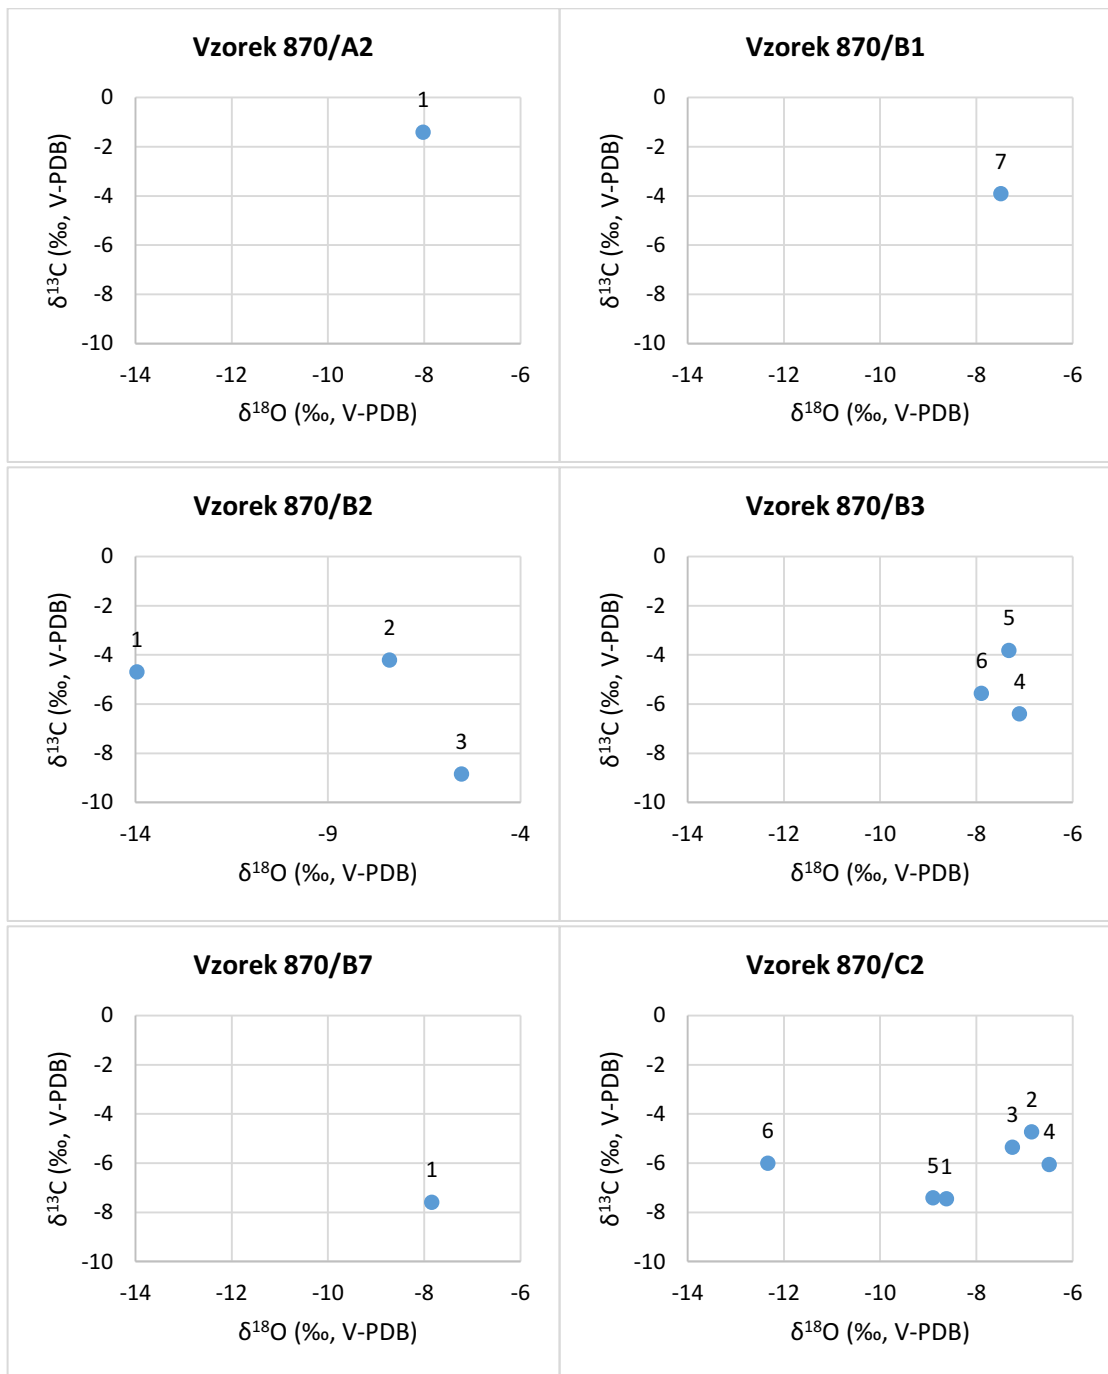 Vzorek 870/A2
1
0
-2
-4
-6
-8
-10
-14 -12 -10 -8 -6
δ¹³C (‰, V-PDB)
δ¹⁸O (‰, V-PDB)
Vzorek 870/B1
7
0
-2
-4
-6
-8
-10
-14 -12 -10 -8 -6
δ¹³C (‰, V-PDB)
δ¹⁸O (‰, V-PDB)
Vzorek 870/B2
1
2
3
0
-2
-4
-6
-8
-10
-14 -9 -4
δ¹³C (‰, V-PDB)
δ¹⁸O (‰, V-PDB)
Vzorek 870/B3
5
6
4
0
-2
-4
-6
-8
-10
-14 -12 -10 -8 -6
δ¹³C (‰, V-PDB)
δ¹⁸O (‰, V-PDB)
Vzorek 870/B7
1
0
-2
-4
-6
-8
-10
-14 -12 -10 -8 -6
δ¹³C (‰, V-PDB)
δ¹⁸O (‰, V-PDB)
Vzorek 870/C2
2
3
4
6
5 1
0
-2
-4
-6
-8
-10
-14 -12 -10 -8 -6
δ¹³C (‰, V-PDB)
δ¹⁸O (‰, V-PDB)